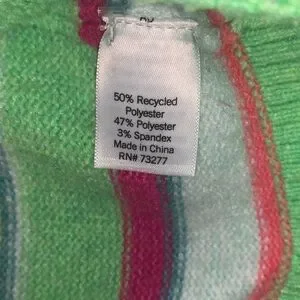 50% Recycled
Polyester
47% Polyester
3% Spandex
Made in China
RN# 73277